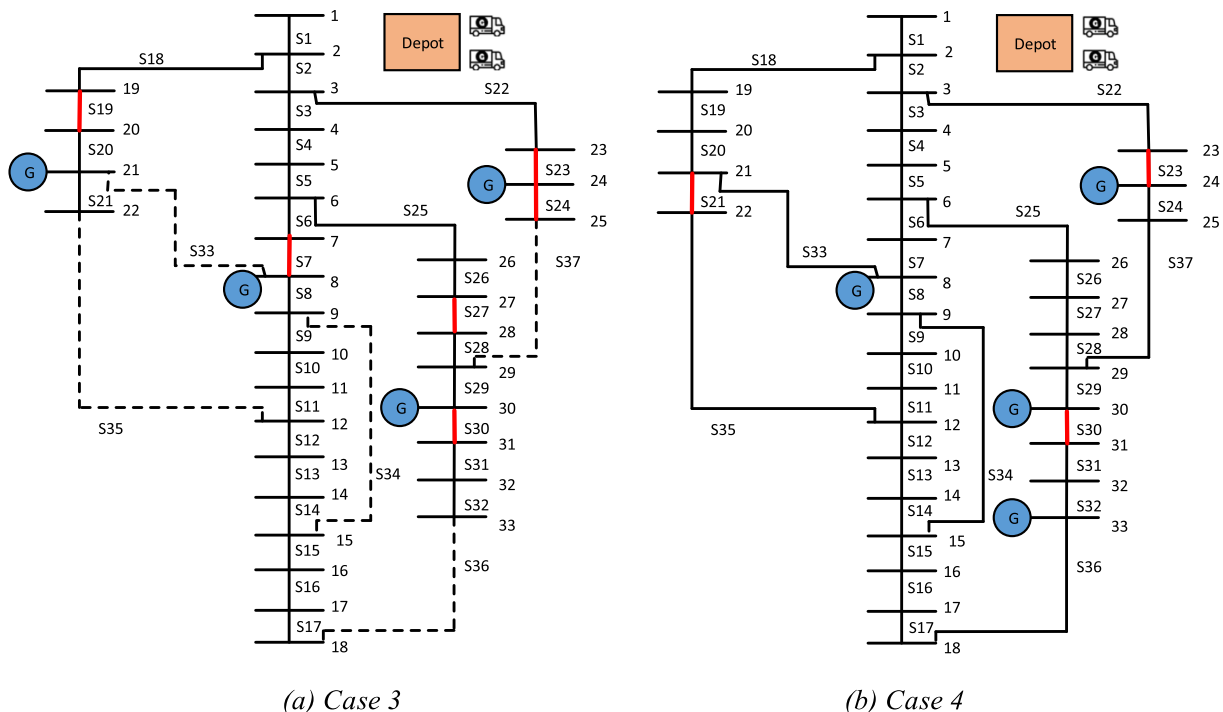 1
S1
2
Depot
S18
S2
19
3
S22
S19
S3
20
4
23
S20
S4
S23
G
21
5
G
24
S5
S21
6
S24
22
S25
25
S6
7
S33
S7
26
S37
G
8
S26
S8
27
9
S27
S9
28
10
S28
S10
29
11
S29
S11
G
30
S35
12
S30
S12
31
13
S31
S13
S34
32
14
S14
S32
15
33
S15
16
S36
S16
17
S17
18
(a) Case 3
1
S1
2
Depot
S18
S2
19
3
S22
S19
S3
20
4
23
S20
S4
S23
21
5
G
24
S5
S21
6
S24
22
S25
25
S6
7
S33
S7
26
S37
G
8
S26
S8
27
9
S27
S9
28
10
S28
S10
29
11
S29
S11
G
30
S35
12
S30
S12
31
13
S31
S13
S34
32
14
S14
S32
G
15
33
S15
16
S36
S16
17
S17
18
(b) Case 4